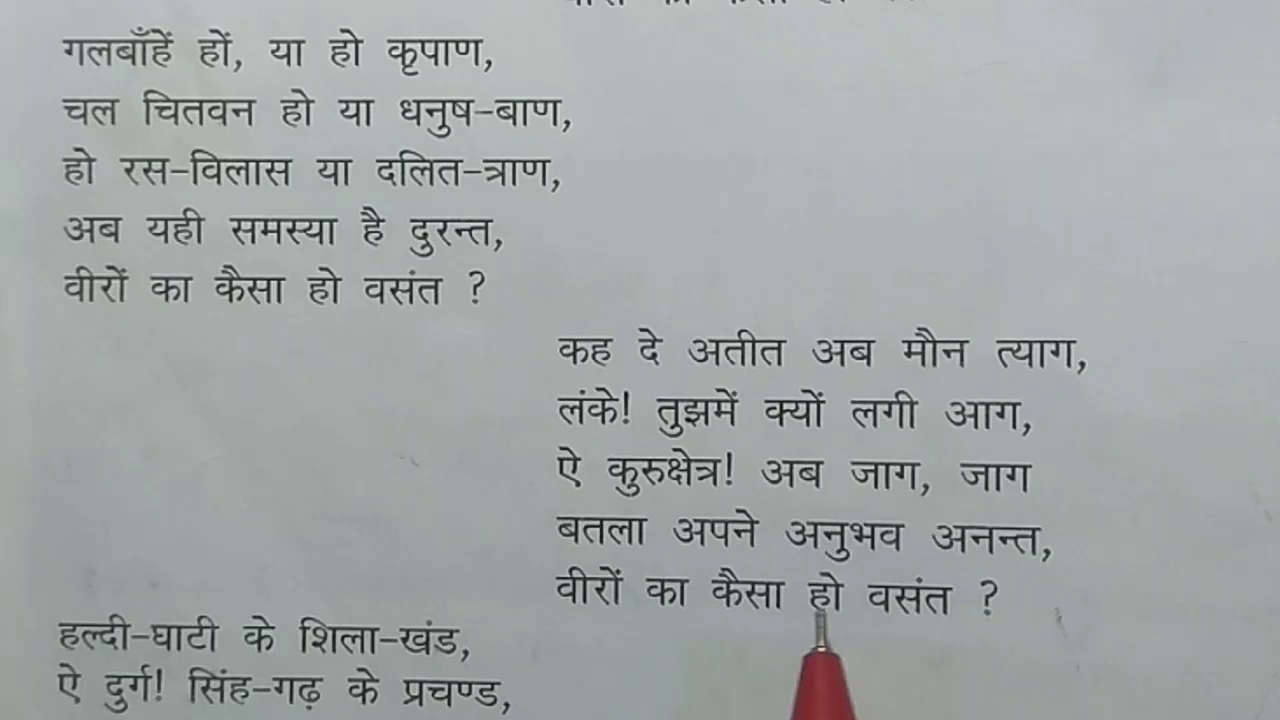 गलबाँहें हों, या हो कृपाण,
चल चितवन हो या धनुष-बाण,
हो रस-विलास या दलित-त्राण,
अब यही समस्या है दुरन्त,
वीरों का कैसा हो वसंत ?
कह दे अतीत अब मौन त्याग,
लंके! तुझमें क्यों लगी आग,
ऐ कुरुक्षेत्र! अब जाग, जाग
बतला अपने अनुभव अनन्त,
वीरों का कैसा हो वसंत ?
हल्दी-घाटी के शिला-खंड,
ऐ दुर्ग! सिंह-गढ़ के प्रचण्ड,